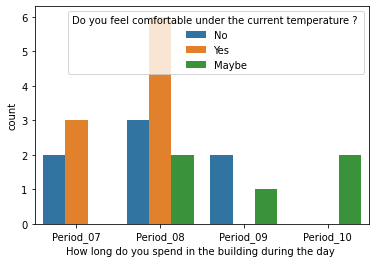 Do you feel comfortable under the current temperature ?
No
Yes
Maybe
count
6
5
4
3
2
1
0
Period_07 Period_08 Period_09 Period_10
How long do you spend in the building during the day